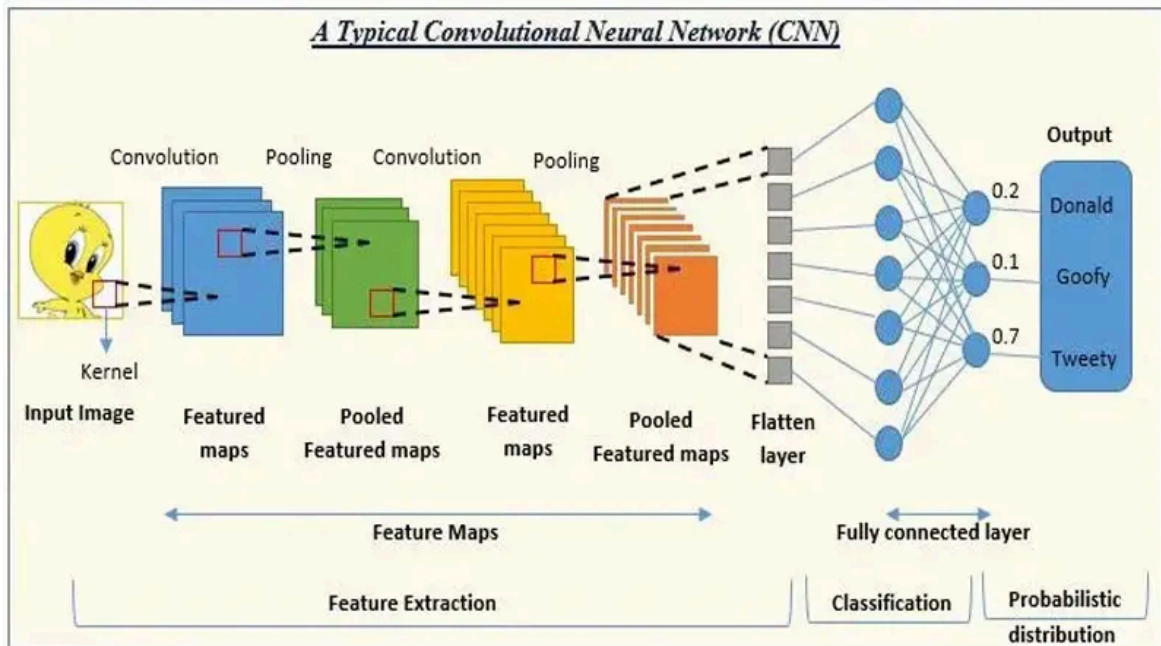 A Typical Convolutional Neural Network (CNN)
Convolution
Pooling
Convolution
Pooling
Output
0.2
Donald
0.1
Goofy
0.7
Tweety
Kernel
Input Image
Featured
maps
Pooled
Featured maps
Featured
maps
Pooled
Featured maps
Flatten
layer
Feature Maps
Fully connected layer
Feature Extraction
Classification
Probabilistic
distribution